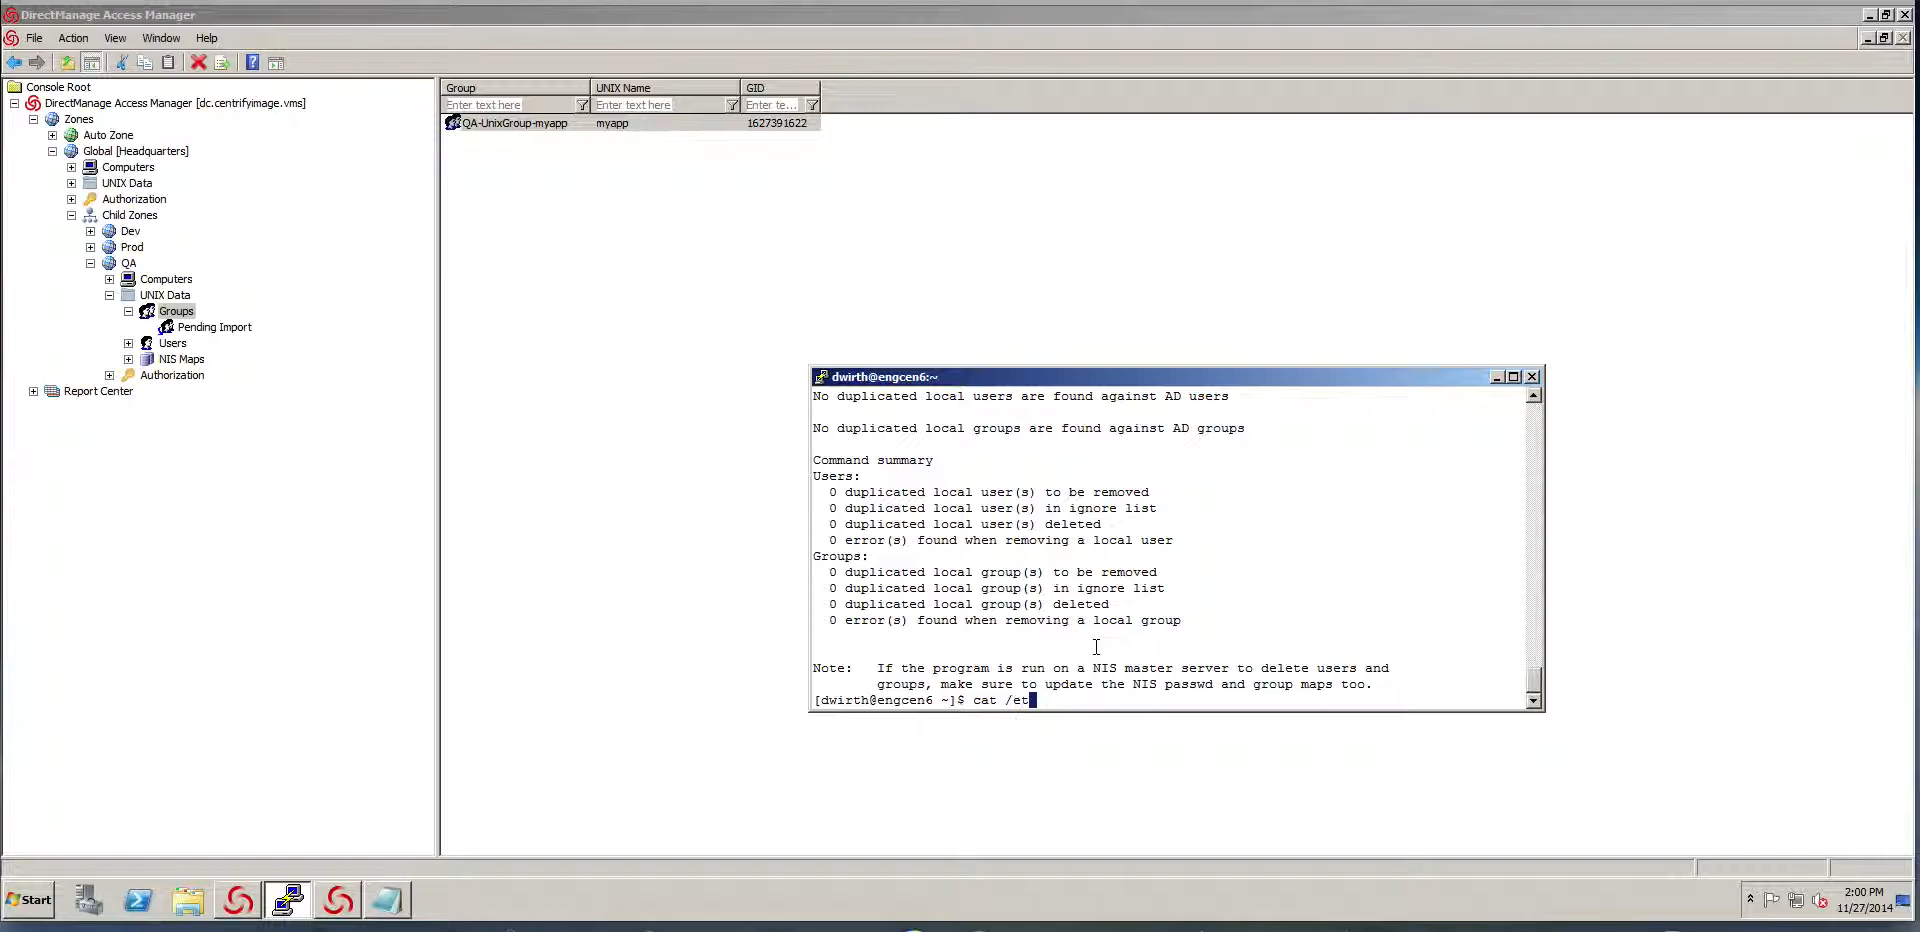 DirectManage Access Manager
File Action View Window Help
Console Root
DirectManage Access Manager [dc.centrifyimage.vms]
Zones
Auto Zone
Global [Headquarters]
Computers
UNIX Data
Authorization
Child Zones
Dev
Prod
QA
Computers
UNIX Data
Groups
Pending Import
Users
NIS Maps
Authorization
Report Center
Group UNIX Name GID
Enter text here Enter text here Enter te...
QA-UnixGroup-myapp myapp 1627391622
dwirth@engcen6:~
No duplicated local users are found against AD users
No duplicated local groups are found against AD groups
Command summary
Users:
0 duplicated local user(s) to be removed
0 duplicated local user(s) in ignore list
0 duplicated local user(s) deleted
0 error(s) found when removing a local user
Groups:
0 duplicated local group(s) to be removed
0 duplicated local group(s) in ignore list
0 duplicated local group(s) deleted
0 error(s) found when removing a local group
Note: If the program is run on a NIS master server to delete users and
groups, make sure to update the NIS passwd and group maps too.
[dwirth@engcen6 ~]$ cat /et
Start
2:00 PM
11/27/2014